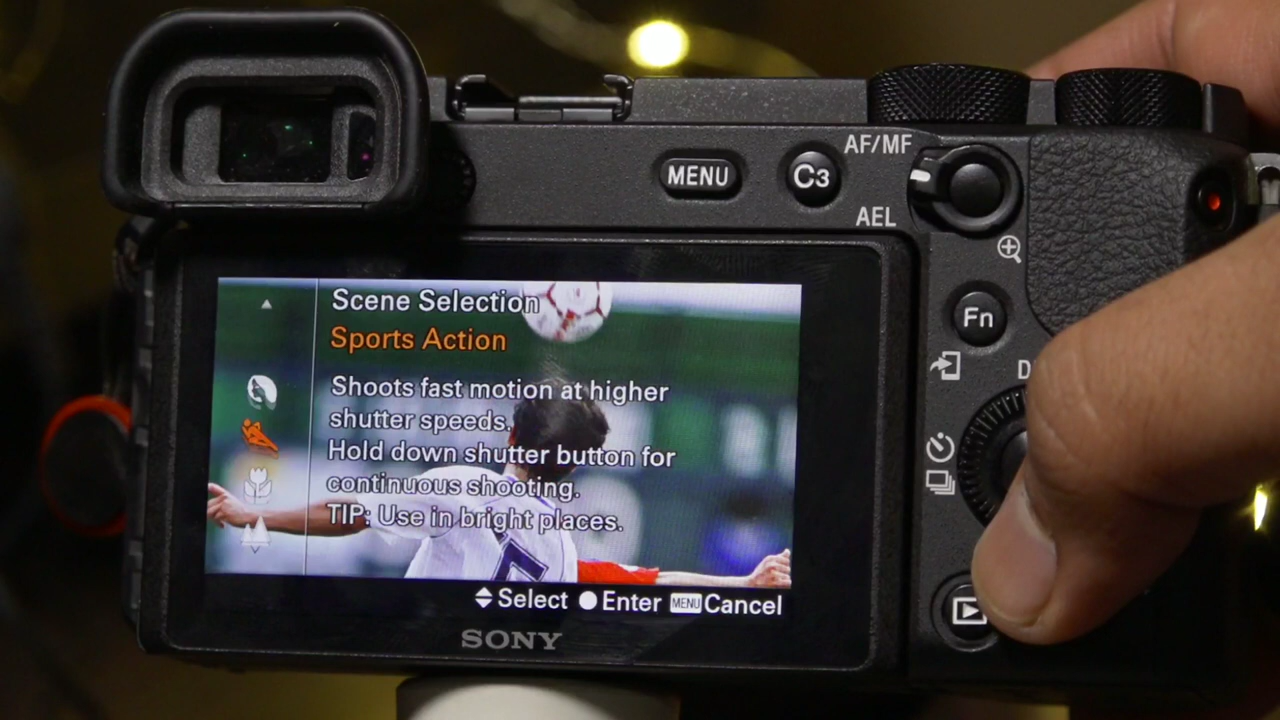 AF/MF
MENU
C3
AEL
Fn
D
Scene Selection
Sports Action
Shoots fast motion at higher
shutter speeds.
Hold down shutter button for
continuous shooting.
TIP: Use in bright places.
7
Select Enter MENU Cancel
SONY